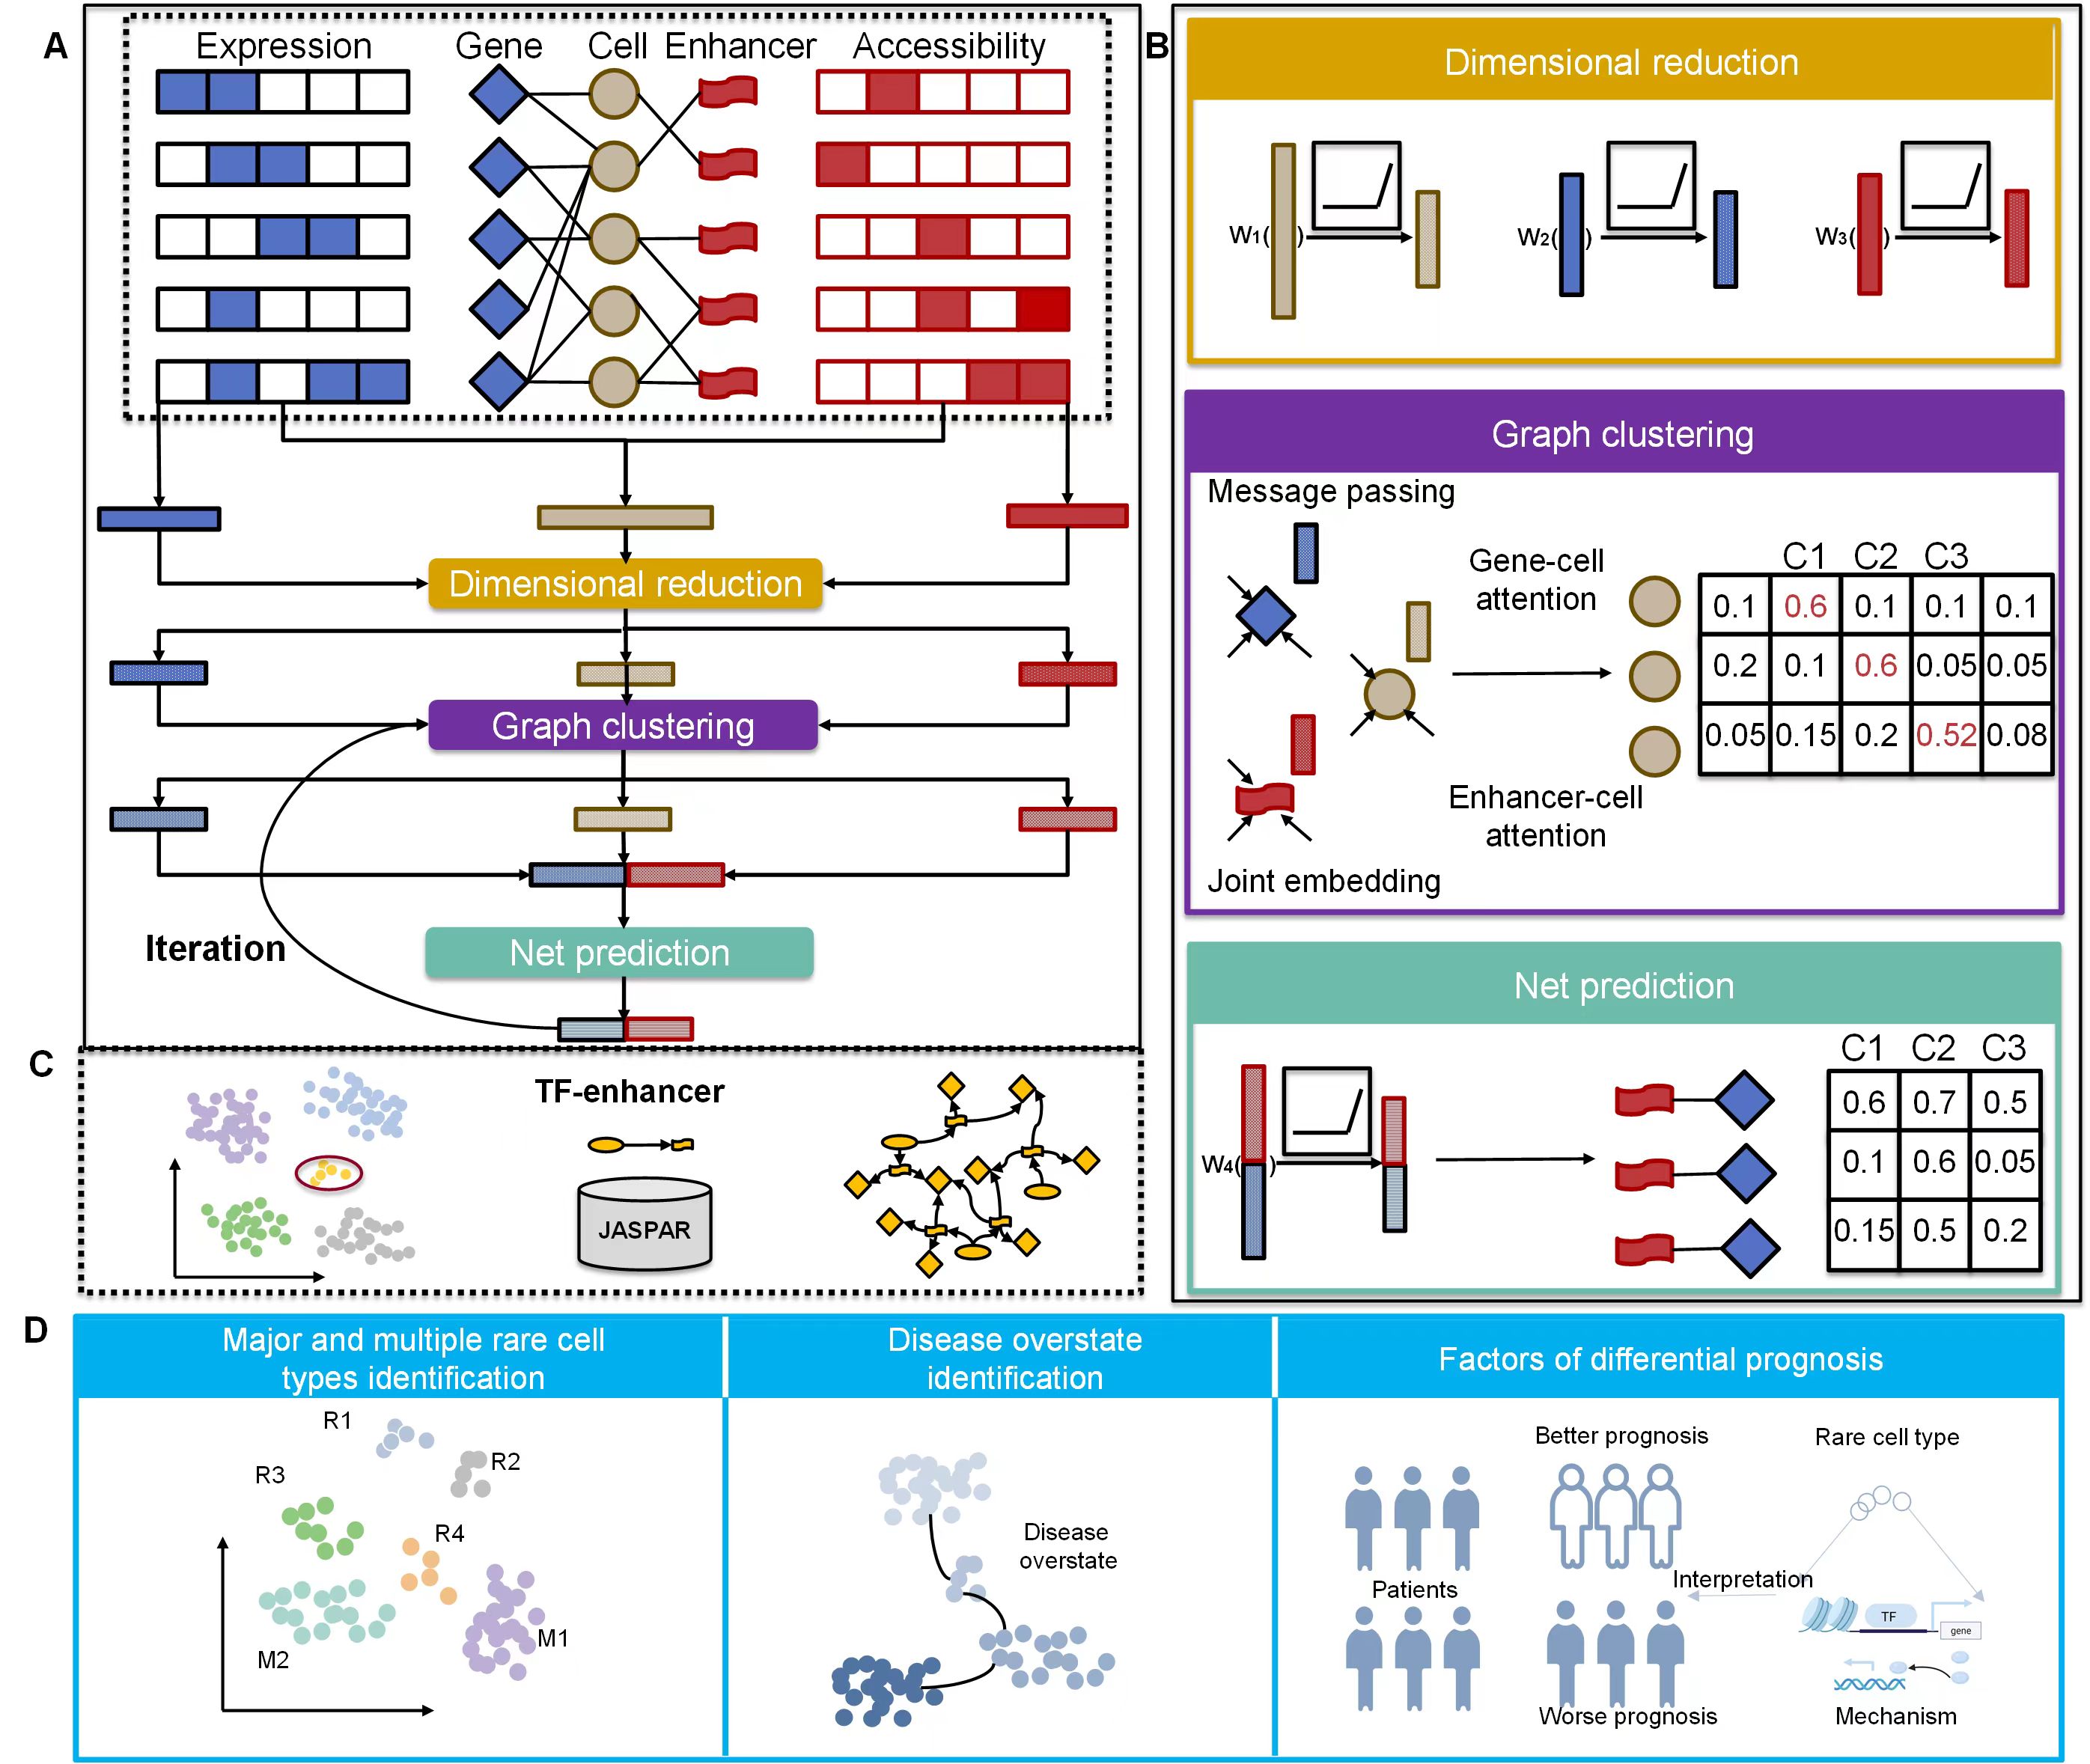 A
Expression
Gene
Cell
Enhancer
Accessibility
Dimensional reduction
Graph clustering
Iteration
Net prediction
B
Dimensional reduction
W1( )
W2( )
W3( )
Graph clustering
Message passing
Gene-cell
attention
Enhancer-cell
attention
Joint embedding
C1 C2 C3
0.1 0.6 0.1 0.1 0.1
0.2 0.1 0.6 0.05 0.05
0.05 0.15 0.2 0.52 0.08
Net prediction
W4( )
C1 C2 C3
0.6 0.7 0.5
0.1 0.6 0.05
0.15 0.5 0.2
C
TF-enhancer
JASPAR
D
Major and multiple rare cell
types identification
R1
R2
R3
R4
M1
M2
Disease overstate
identification
Disease
overstate
Factors of differential prognosis
Better prognosis
Rare cell type
Patients
Interpretation
TF
gene
Worse prognosis
Mechanism